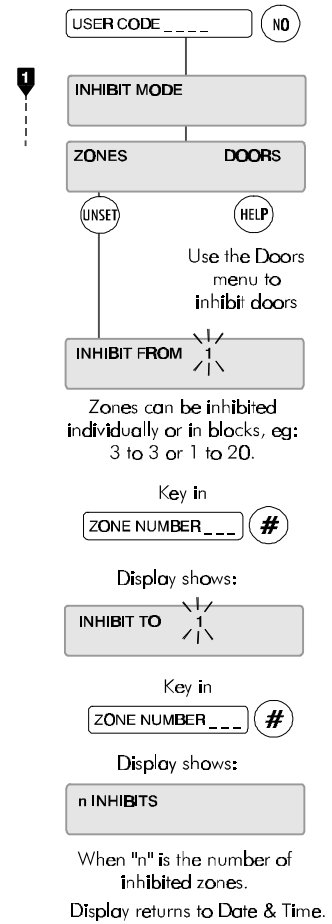 USER CODE _ _ _ _ NO
1
INHIBIT MODE
ZONES DOORS
UNSET HELP
Use the Doors
menu to
inhibit doors
INHIBIT FROM 1
Zones can be inhibited
individually or in blocks, eg:
3 to 3 or 1 to 20.
Key in
ZONE NUMBER _ _ _ #
Display shows:
INHIBIT TO 1
Key in
ZONE NUMBER _ _ _ #
Display shows:
n INHIBITS
When "n" is the number of
inhibited zones.
Display returns to Date & Time.